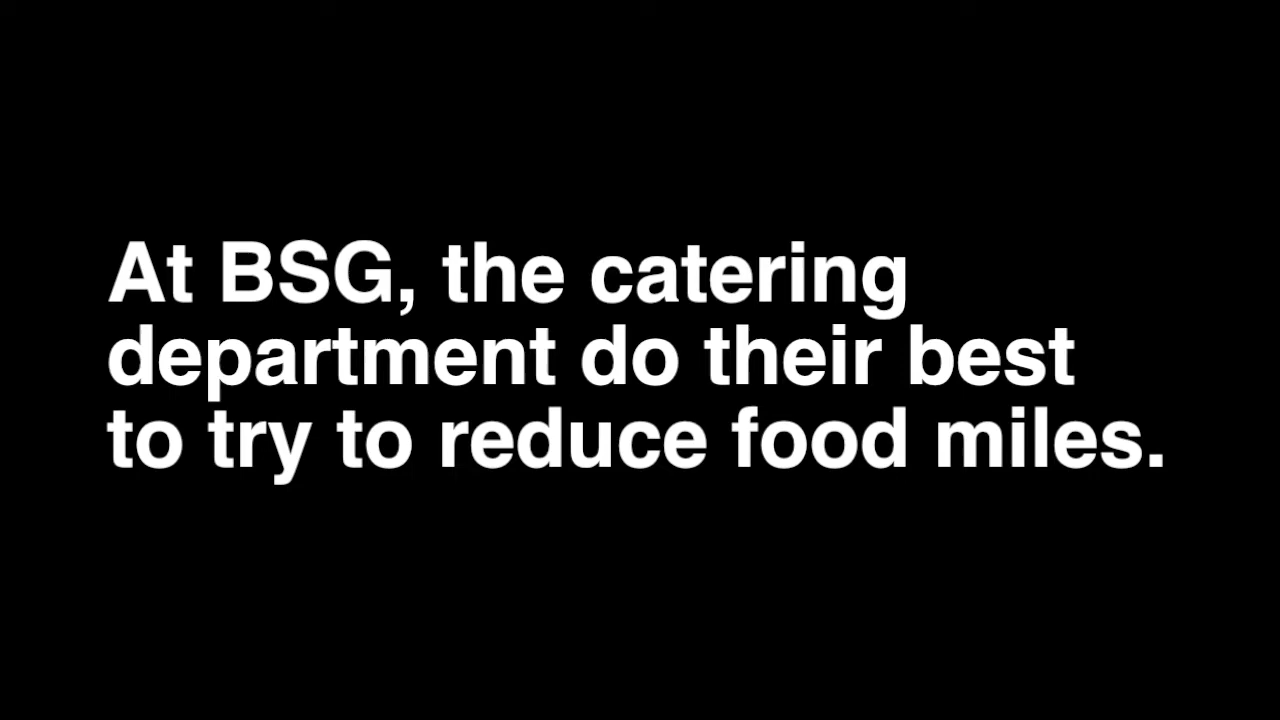 At BSG, the catering
department do their best
to try to reduce food miles.